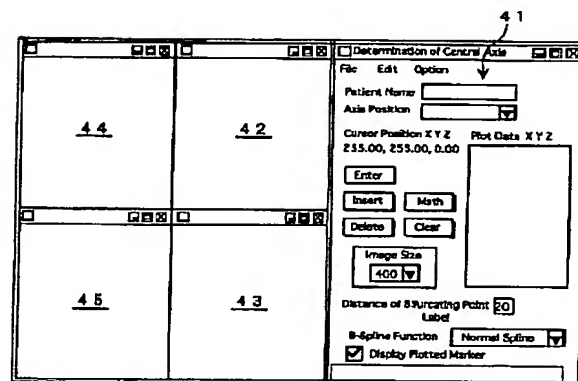 41
Determination of Central Axis
File Edit Option
Patient Name
Axis Position
44
42
Cursor Position X Y Z
Plot Data X Y Z
255.00, 255.00, 0.00
Enter
Insert Math
Delete Clear
Image Size
400
45
43
Distance of Bifurcating Point 20
Label
B-Spline Function Normal Spline
Display Plotted Marker